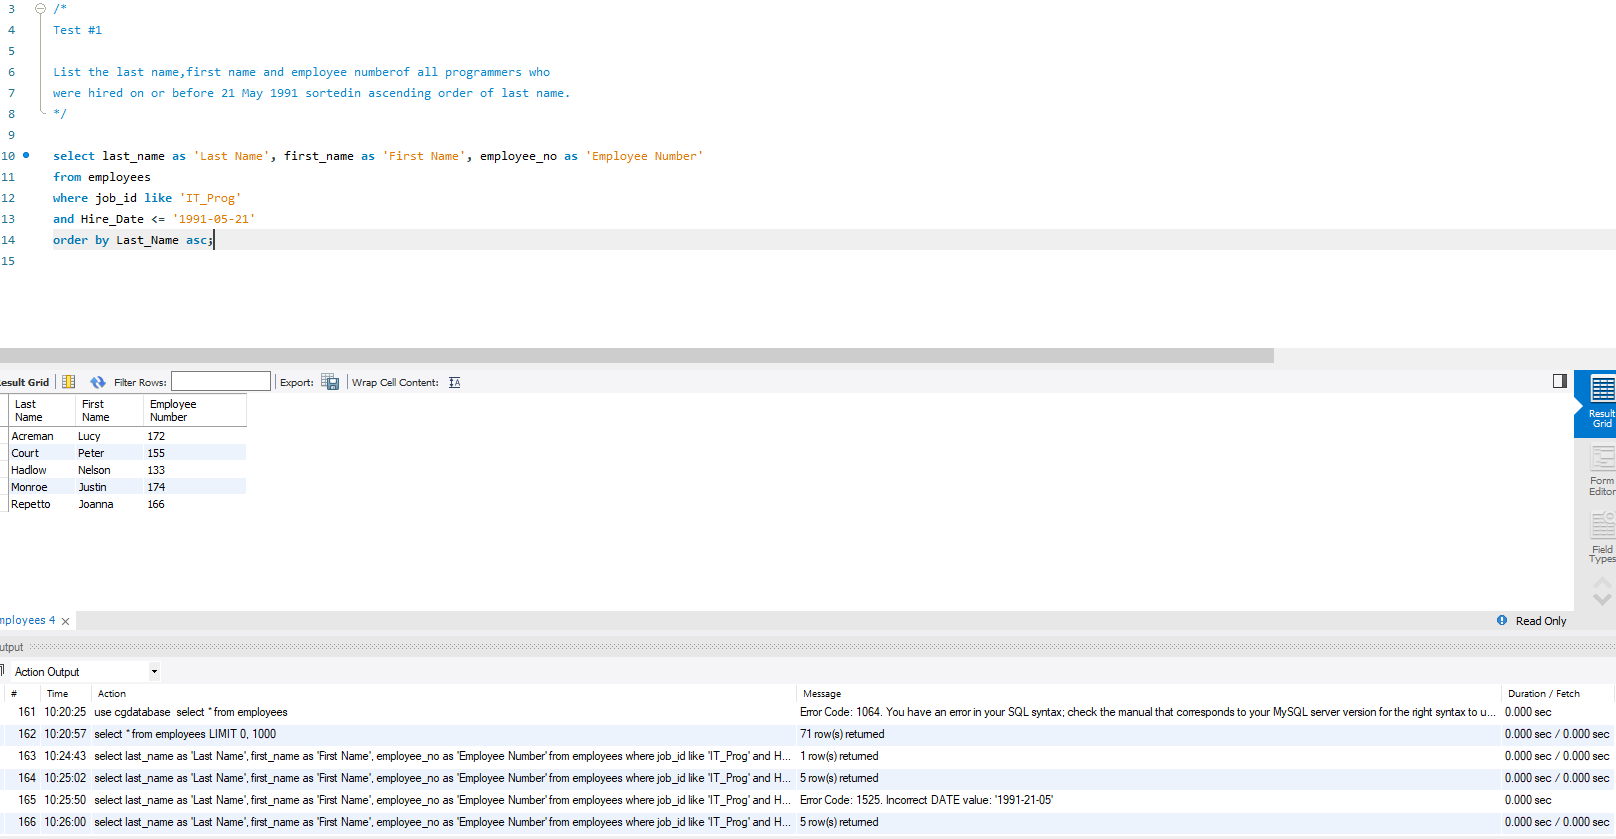 3 /*
4 Test #1
5
6 List the last name,first name and employee numberof all programmers who
7 were hired on or before 21 May 1991 sortedin ascending order of last name.
8 */
9
10 select last_name as 'Last Name', first_name as 'First Name', employee_no as 'Employee Number'
11 from employees
12 where job_id like 'IT_Prog'
13 and Hire_Date <= '1991-05-21'
14 order by Last_Name asc;
15
esult Grid Filter Rows: Export: Wrap Cell Content:
Last Name First Name Employee Number
Acreman Lucy 172
Court Peter 155
Hadlow Nelson 133
Monroe Justin 174
Repetto Joanna 166
Result Grid
Form Editor
Field Types
mployees 4
Read Only
utput
Action Output
# Time Action Message Duration / Fetch
161 10:20:25 use cgdatabase select * from employees Error Code: 1064. You have an error in your SQL syntax; check the manual that corresponds to your MySQL server version for the right syntax to u... 0.000 sec
162 10:20:57 select * from employees LIMIT 0, 1000 71 row(s) returned 0.000 sec / 0.000 sec
163 10:24:43 select last_name as 'Last Name', first_name as 'First Name', employee_no as 'Employee Number' from employees where job_id like 'IT_Prog' and H... 1 row(s) returned 0.000 sec / 0.000 sec
164 10:25:02 select last_name as 'Last Name', first_name as 'First Name', employee_no as 'Employee Number' from employees where job_id like 'IT_Prog' and H... 5 row(s) returned 0.000 sec / 0.000 sec
165 10:25:50 select last_name as 'Last Name', first_name as 'First Name', employee_no as 'Employee Number' from employees where job_id like 'IT_Prog' and H... Error Code: 1525. Incorrect DATE value: '1991-21-05' 0.000 sec
166 10:26:00 select last_name as 'Last Name', first_name as 'First Name', employee_no as 'Employee Number' from employees where job_id like 'IT_Prog' and H... 5 row(s) returned 0.000 sec / 0.000 sec